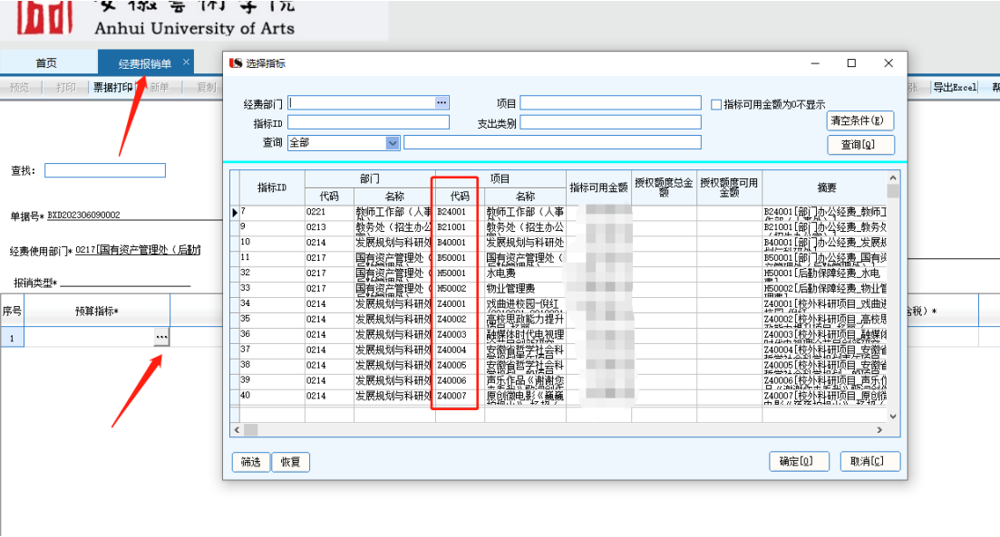 安徽艺术学院
Anhui University of Arts
首页 经费报销单 ×
预览 打印 票据打印 新单 复制 导出Excel
查找：
单据号* BXD202306090002
经费使用部门* 0217[国有资产管理处（后勤
报销类型*
序号 预算指标* 税）*
1 ...
选择指标
经费部门 ... 项目 指标可用金额为0不显示
指标ID 支出类别 清空条件(E)
查询 全部 查询[Q]
指标ID 部门 项目 指标可用金额 授权额度总金额 授权额度可用金额 摘要
代码 名称 代码 名称
7 0221 教师工作部（人事 B24001 教师工作部（人事 B24001[部门办公经费_教师工
9 0213 教务处（招生办公 B21001 教务处（招生办公 B21001[部门办公经费_教务处
10 0214 发展规划与科研处 B40001 发展规划与科研处 B40001[部门办公经费_发展规
11 0217 国有资产管理处（ B50001 国有资产管理处（ B50001[部门办公经费_国有资
32 0217 国有资产管理处（ H50001 水电费 H50001[后勤保障经费_水电
33 0217 国有资产管理处（ H50002 物业管理费 H50002[后勤保障经费_物业管
34 0214 发展规划与科研处 Z40001 戏曲进校园-倪红 Z40001[校外科研项目_戏曲进
35 0214 发展规划与科研处 Z40002 高校思政能力提升 Z40002[校外科研项目_高校思
36 0214 发展规划与科研处 Z40003 融媒体时代电视理 Z40003[校外科研项目_融媒体
37 0214 发展规划与科研处 Z40004 安徽省哲学社会科 Z40004[校外科研项目_安徽省
38 0214 发展规划与科研处 Z40005 安徽省哲学社会科 Z40005[校外科研项目_安徽省
39 0214 发展规划与科研处 Z40006 声乐作品《谢谢您 Z40006[校外科研项目_声乐作
40 0214 发展规划与科研处 Z40007 原创微电影《巍巍 Z40007[校外科研项目_原创微
筛选 恢复 确定[O] 取消[C]